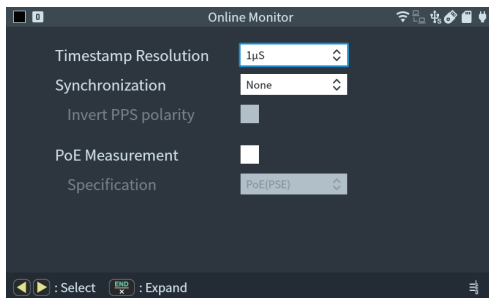 0 Online Monitor
Timestamp Resolution 1μS
Synchronization None
Invert PPS polarity
PoE Measurement
Specification PoE(PSE)
: Select END × : Expand